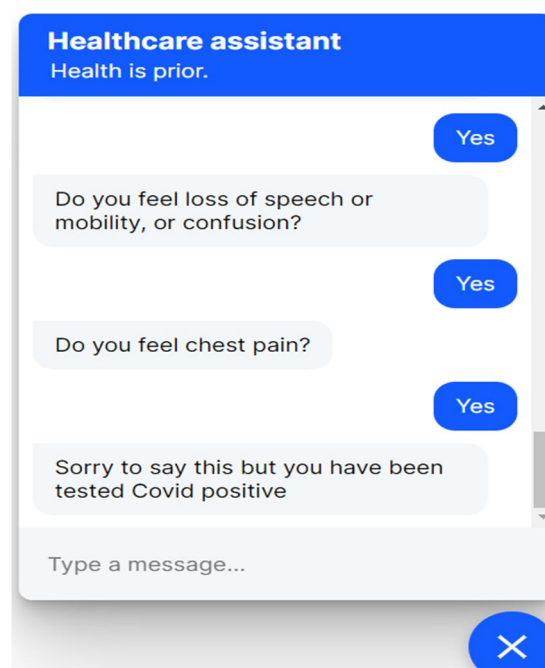 Healthcare assistant
Health is prior.
Yes
Do you feel loss of speech or
mobility, or confusion?
Yes
Do you feel chest pain?
Yes
Sorry to say this but you have been
tested Covid positive
Type a message...